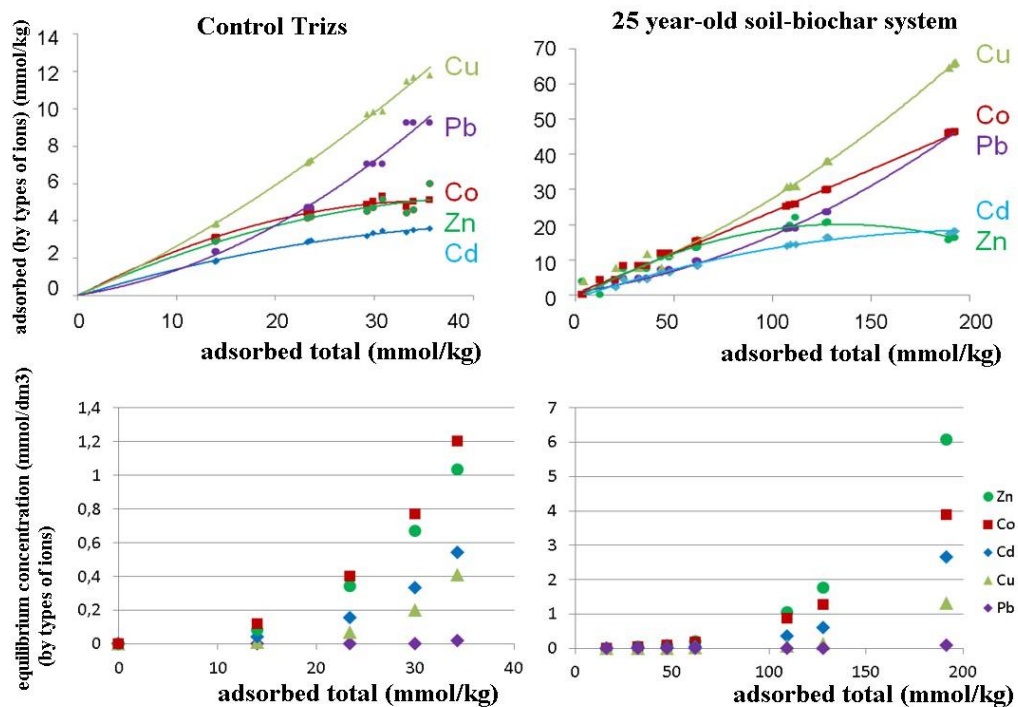 Control Trizs
25 year-old soil-biochar system
adsorbed (by types of ions) (mmol/kg)
14
12
10
8
6
4
2
0
Cu
Pb
Co
Zn
Cd
0
10
20
30
40
adsorbed total (mmol/kg)
70
60
50
40
30
20
10
0
Cu
Co
Pb
Cd
Zn
0
50
100
150
200
adsorbed total (mmol/kg)
equilibrium concentration (mmol/dm3)
(by types of ions)
1,4
1,2
1
0,8
0,6
0,4
0,2
0
0
10
20
30
40
adsorbed total (mmol/kg)
7
6
5
4
3
2
1
0
0
50
100
150
200
adsorbed total (mmol/kg)
Zn
Co
Cd
Cu
Pb